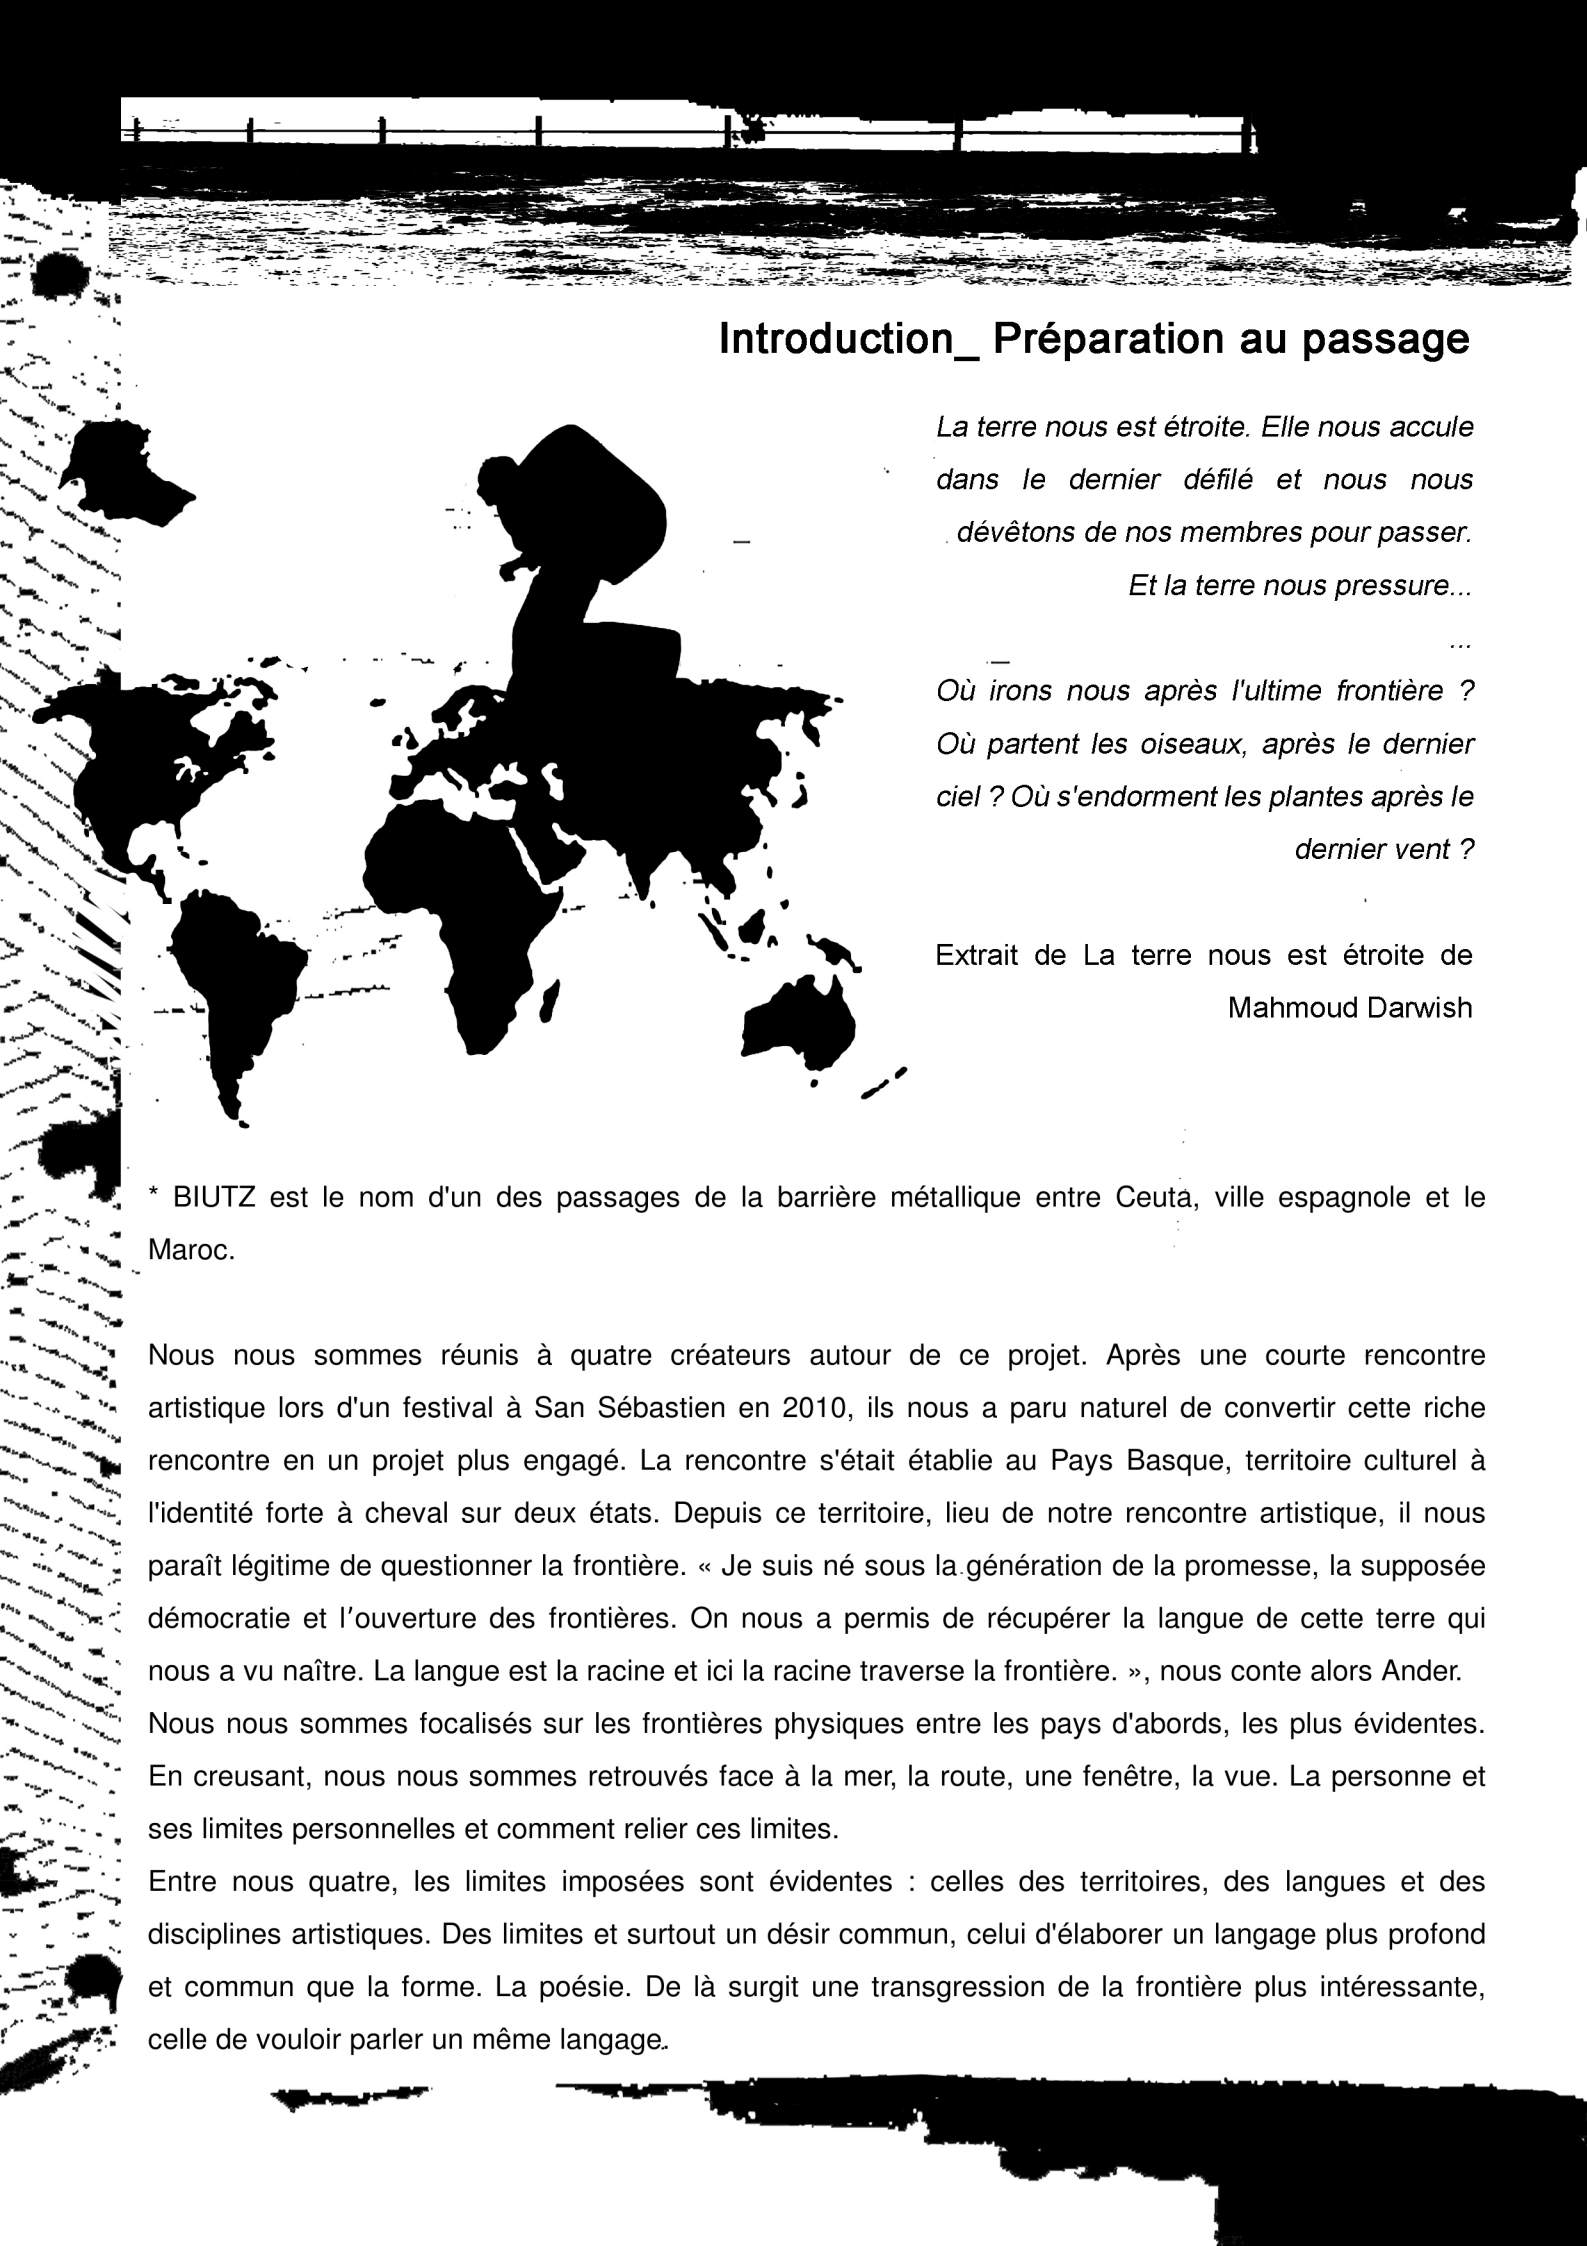 Introduction_ Préparation au passage
La terre nous est étroite. Elle nous accule
dans le dernier défilé et nous nous
dévêtons de nos membres pour passer.
Et la terre nous pressure...
...
Où irons nous après l'ultime frontière ?
Où partent les oiseaux, après le dernier
ciel ? Où s'endorment les plantes après le
dernier vent ?
Extrait de La terre nous est étroite de
Mahmoud Darwish
* BIUTZ est le nom d'un des passages de la barrière métallique entre Ceuta, ville espagnole et le
Maroc.
Nous nous sommes réunis à quatre créateurs autour de ce projet. Après une courte rencontre
artistique lors d'un festival à San Sébastien en 2010, ils nous a paru naturel de convertir cette riche
rencontre en un projet plus engagé. La rencontre s'était établie au Pays Basque, territoire culturel à
l'identité forte à cheval sur deux états. Depuis ce territoire, lieu de notre rencontre artistique, il nous
paraît légitime de questionner la frontière. « Je suis né sous la génération de la promesse, la supposée
démocratie et l’ouverture des frontières. On nous a permis de récupérer la langue de cette terre qui
nous a vu naître. La langue est la racine et ici la racine traverse la frontière. », nous conte alors Ander.
Nous nous sommes focalisés sur les frontières physiques entre les pays d'abords, les plus évidentes.
En creusant, nous nous sommes retrouvés face à la mer, la route, une fenêtre, la vue. La personne et
ses limites personnelles et comment relier ces limites.
Entre nous quatre, les limites imposées sont évidentes : celles des territoires, des langues et des
disciplines artistiques. Des limites et surtout un désir commun, celui d'élaborer un langage plus profond
et commun que la forme. La poésie. De là surgit une transgression de la frontière plus intéressante,
celle de vouloir parler un même langage.